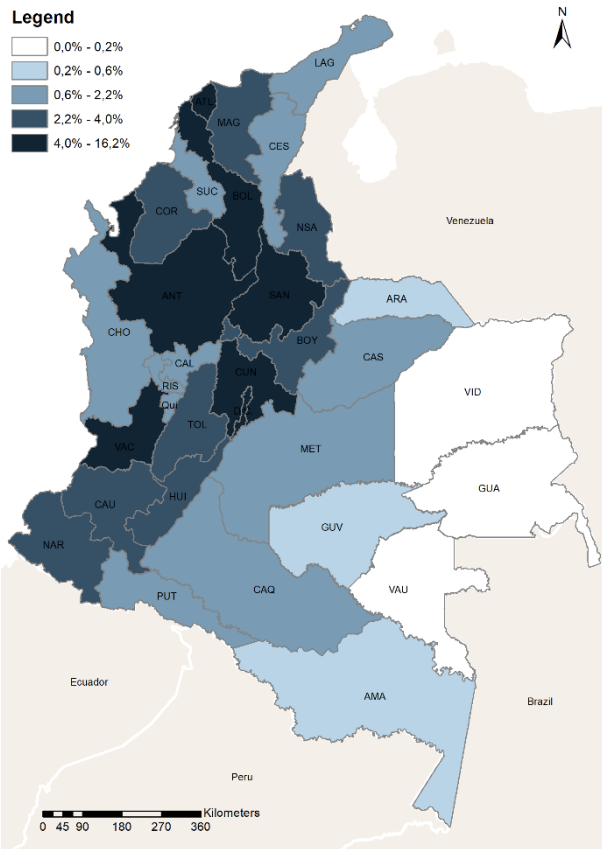 Legend
N
0,0% - 0,2%
0,2% - 0,6%
0,6% - 2,2%
2,2% - 4,0%
4,0% - 16,2%
LAG
ATL
MAG
CES
SUC
BOL
COR
NSA
Venezuela
ANT
SAN
ARA
CHO
BOY
CAS
CAL
RIS
CUN
VID
Qui
TOL
VAC
MET
GUA
CAU
HUI
GUV
NAR
CAQ
VAU
PUT
Ecuador
AMA
Brazil
Peru
Kilometers
0 45 90 180 270 360